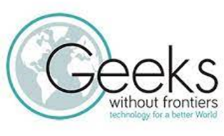 Geeks
without frontiers
technology for a better World